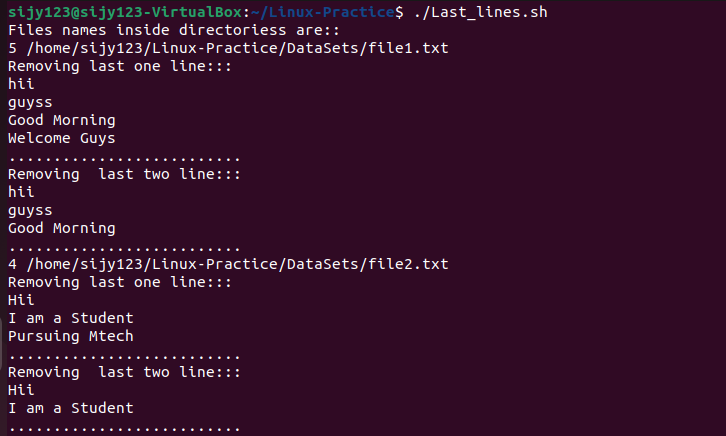 sijy123@sijy123-VirtualBox:~/Linux-Practice$ ./Last_lines.sh
Files names inside directoriess are::
5 /home/sijy123/Linux-Practice/DataSets/file1.txt
Removing last one line:::
hii
guyss
Good Morning
Welcome Guys
..........................
Removing  last two line:::
hii
guyss
Good Morning
..........................
4 /home/sijy123/Linux-Practice/DataSets/file2.txt
Removing last one line:::
Hii
I am a Student
Pursuing Mtech
..........................
Removing  last two line:::
Hii
I am a Student
..........................